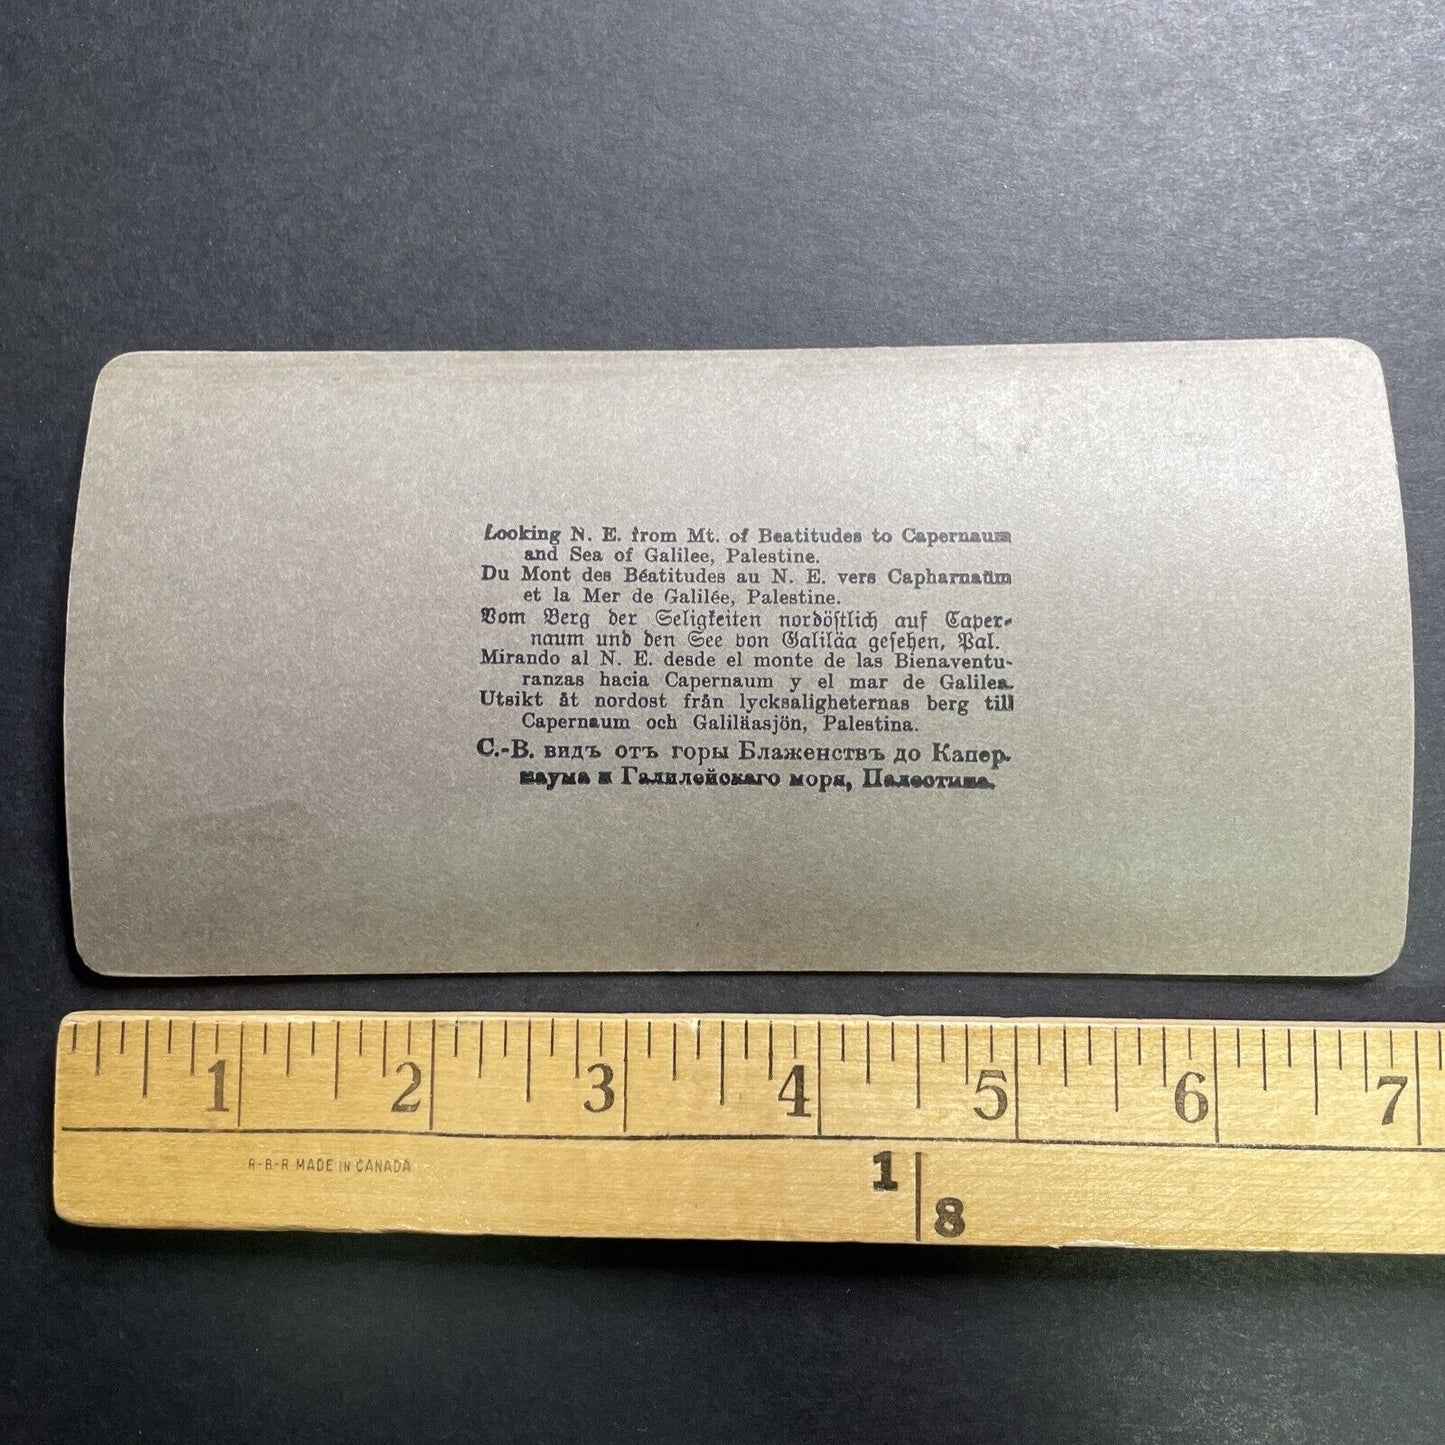 Looking N. E. from Mt. of Beatitudes to Capernaum
and Sea of Galilee, Palestine.
Du Mont des Béatitudes au N. E. vers Capharnaüm
et la Mer de Galilée, Palestine.
Vom Berg der Seligkeiten nordöstlich auf Caper-
naum und den See von Galiläa gesehen, Pal.
Mirando al N. E. desde el monte de las Bienaventu-
ranzas hacia Capernaum y el mar de Galilea.
Utsikt åt nordost från lycksaligheternas berg till
Capernaum och Galiläasjön, Palestina.
С.-В. видъ отъ горы Блаженствъ до Капер-
наума и Галилейскаго моря, Палестина.
1 2 3 4 5 6 7
R-B-R MADE IN CANADA
1 8